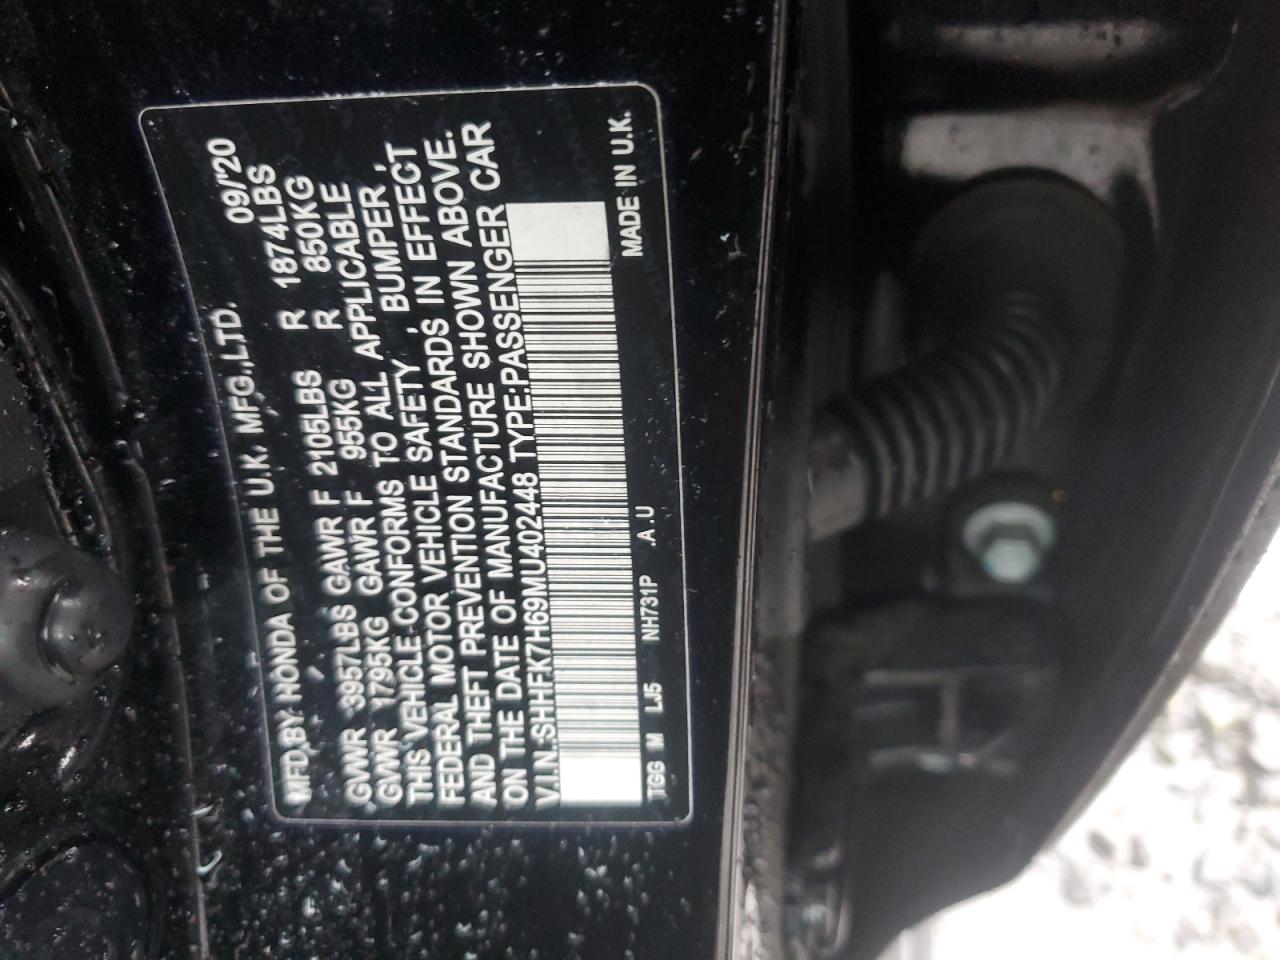 MFD.BY HONDA OF THE U.K. MFG.,LTD. 09/'20
GVWR 3957LBS GAWR F 2105LBS R 1874LBS
GVWR 1795KG GAWR F 955KG R 850KG
THIS VEHICLE CONFORMS TO ALL APPLICABLE
FEDERAL MOTOR VEHICLE SAFETY , BUMPER ,
AND THEFT PREVENTION STANDARDS IN EFFECT
ON THE DATE OF MANUFACTURE SHOWN ABOVE.
V.I.N.:SHHFK7H69MU402448 TYPE:PASSENGER CAR
TGG M LJ5 NH731P .A.U MADE IN U.K.